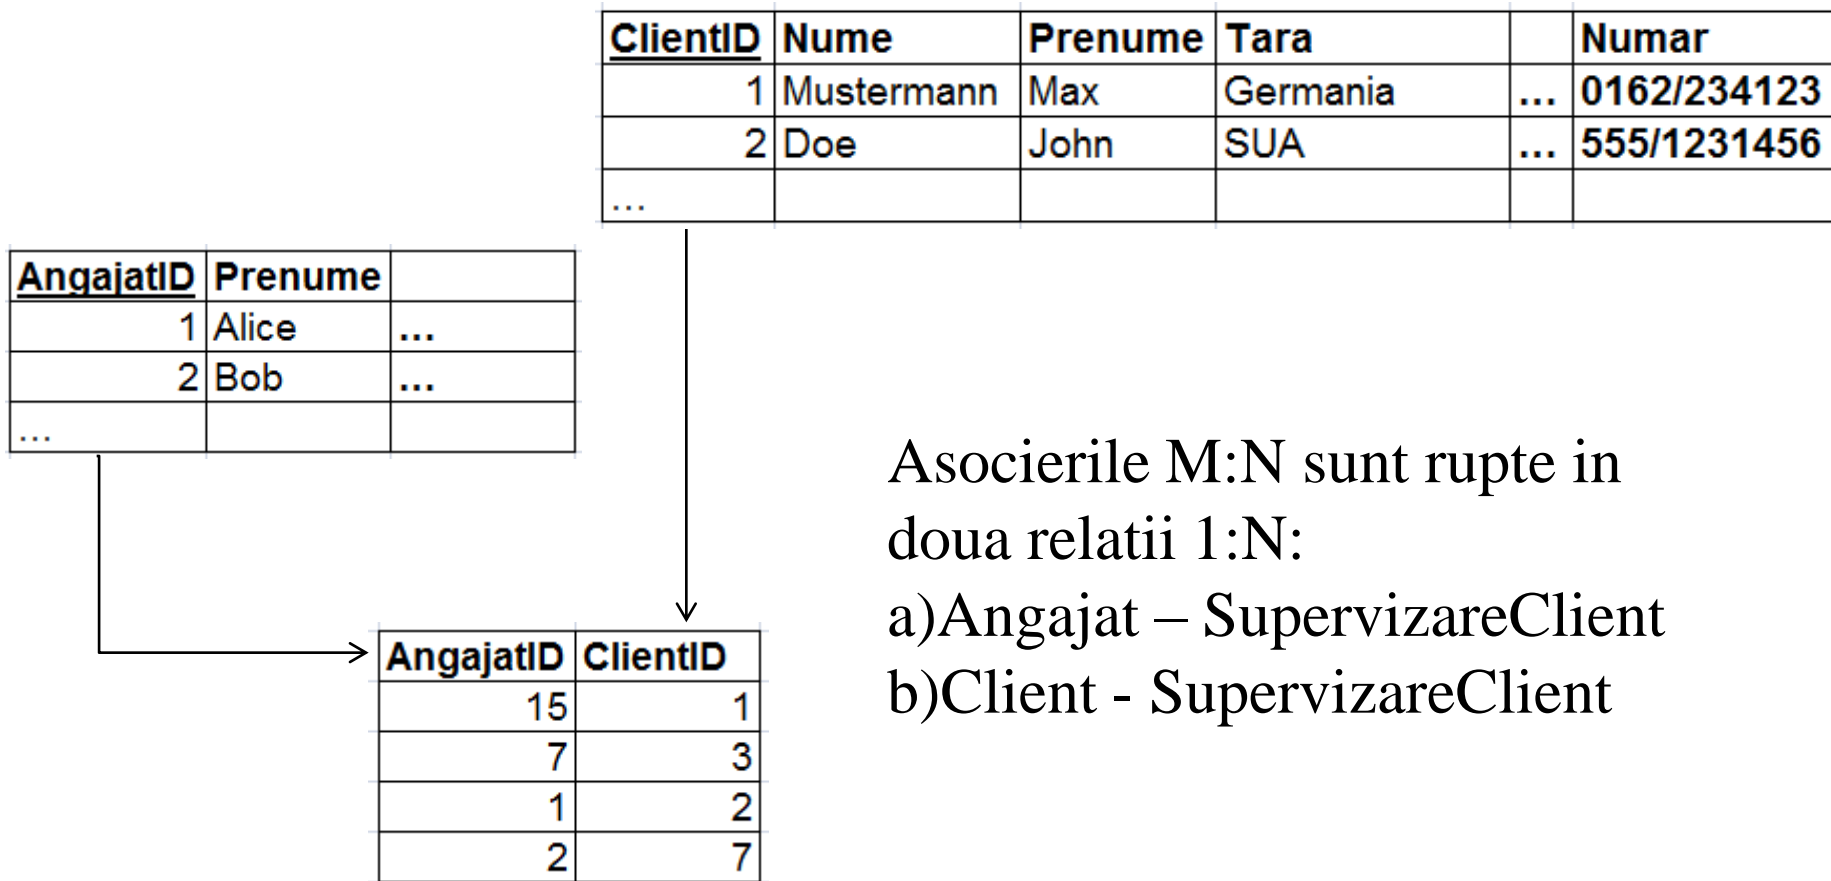 ClientID Nume Prenume Tara Numar
1 Mustermann Max Germania ... 0162/234123
2 Doe John SUA ... 555/1231456
...
AngajatID Prenume
1 Alice ...
2 Bob ...
...
Asocierile M:N sunt rupte in
doua relatii 1:N:
a)Angajat – SupervizareClient
b)Client - SupervizareClient
AngajatID ClientID
15 1
7 3
1 2
2 7